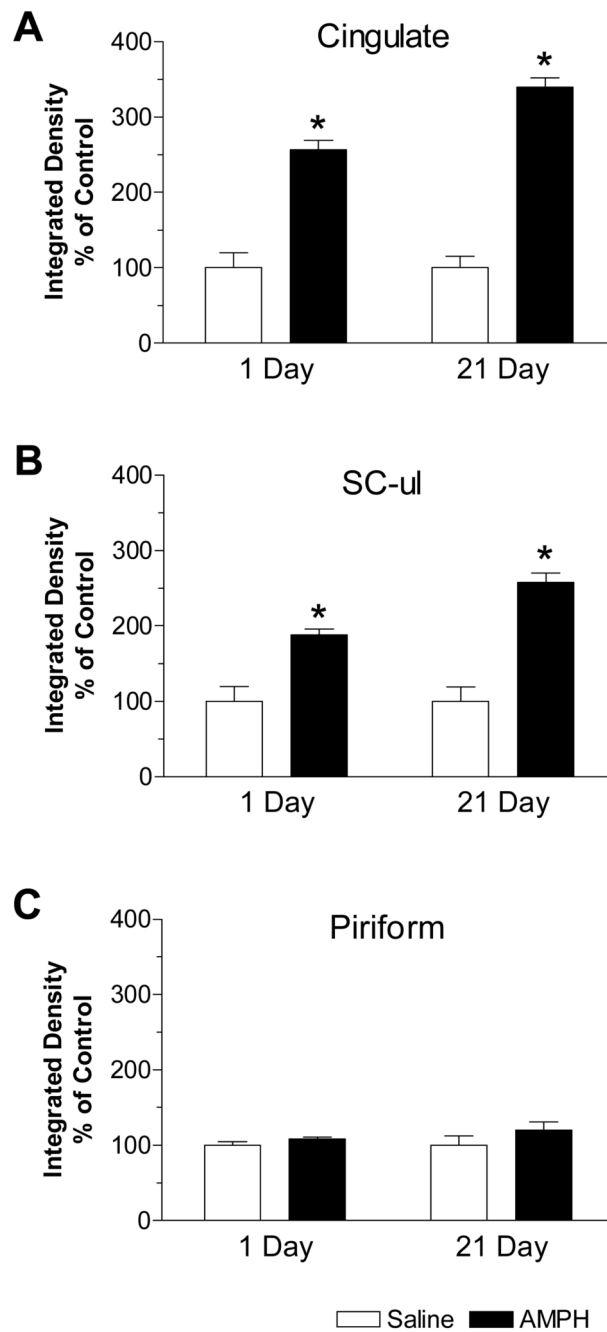 A
Cingulate
Integrated Density
% of Control
400
300
200
100
0
*
*
1 Day
21 Day
B
SC-ul
Integrated Density
% of Control
400
300
200
100
0
*
*
1 Day
21 Day
C
Piriform
Integrated Density
% of Control
400
300
200
100
0
1 Day
21 Day
Saline
AMPH